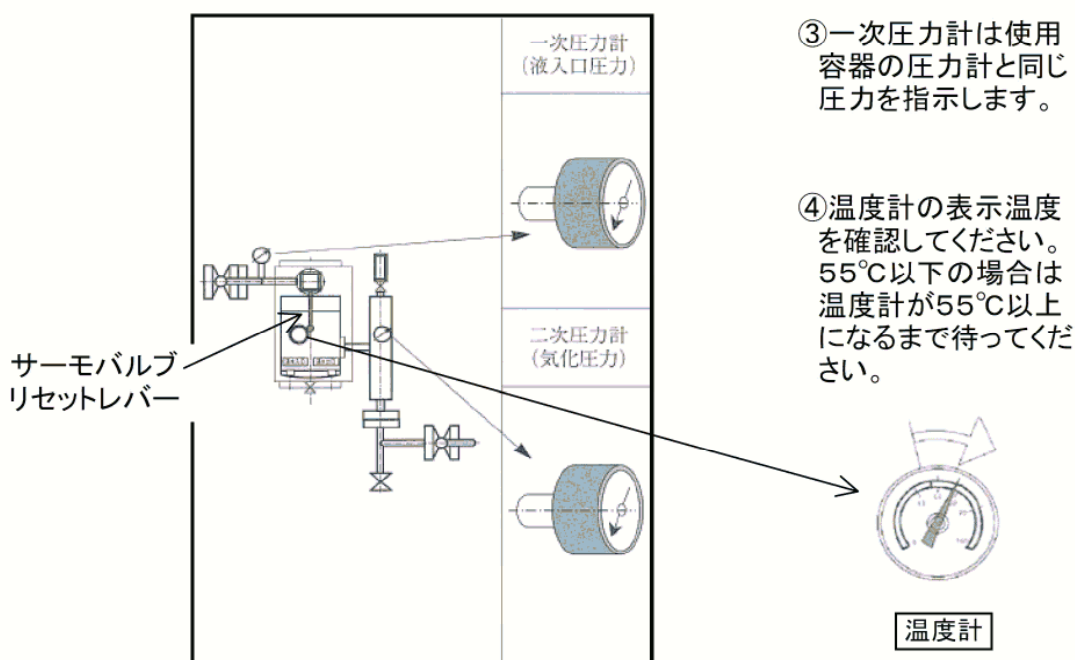 一次圧力計
(液入口圧力)
③一次圧力計は使用
容器の圧力計と同じ
圧力を指示します。
④温度計の表示温度
を確認してください。
55℃以下の場合は
温度計が55℃以上
になるまで待ってくだ
さい。
サーモバルブ
リセットレバー
二次圧力計
(気化圧力)
温度計